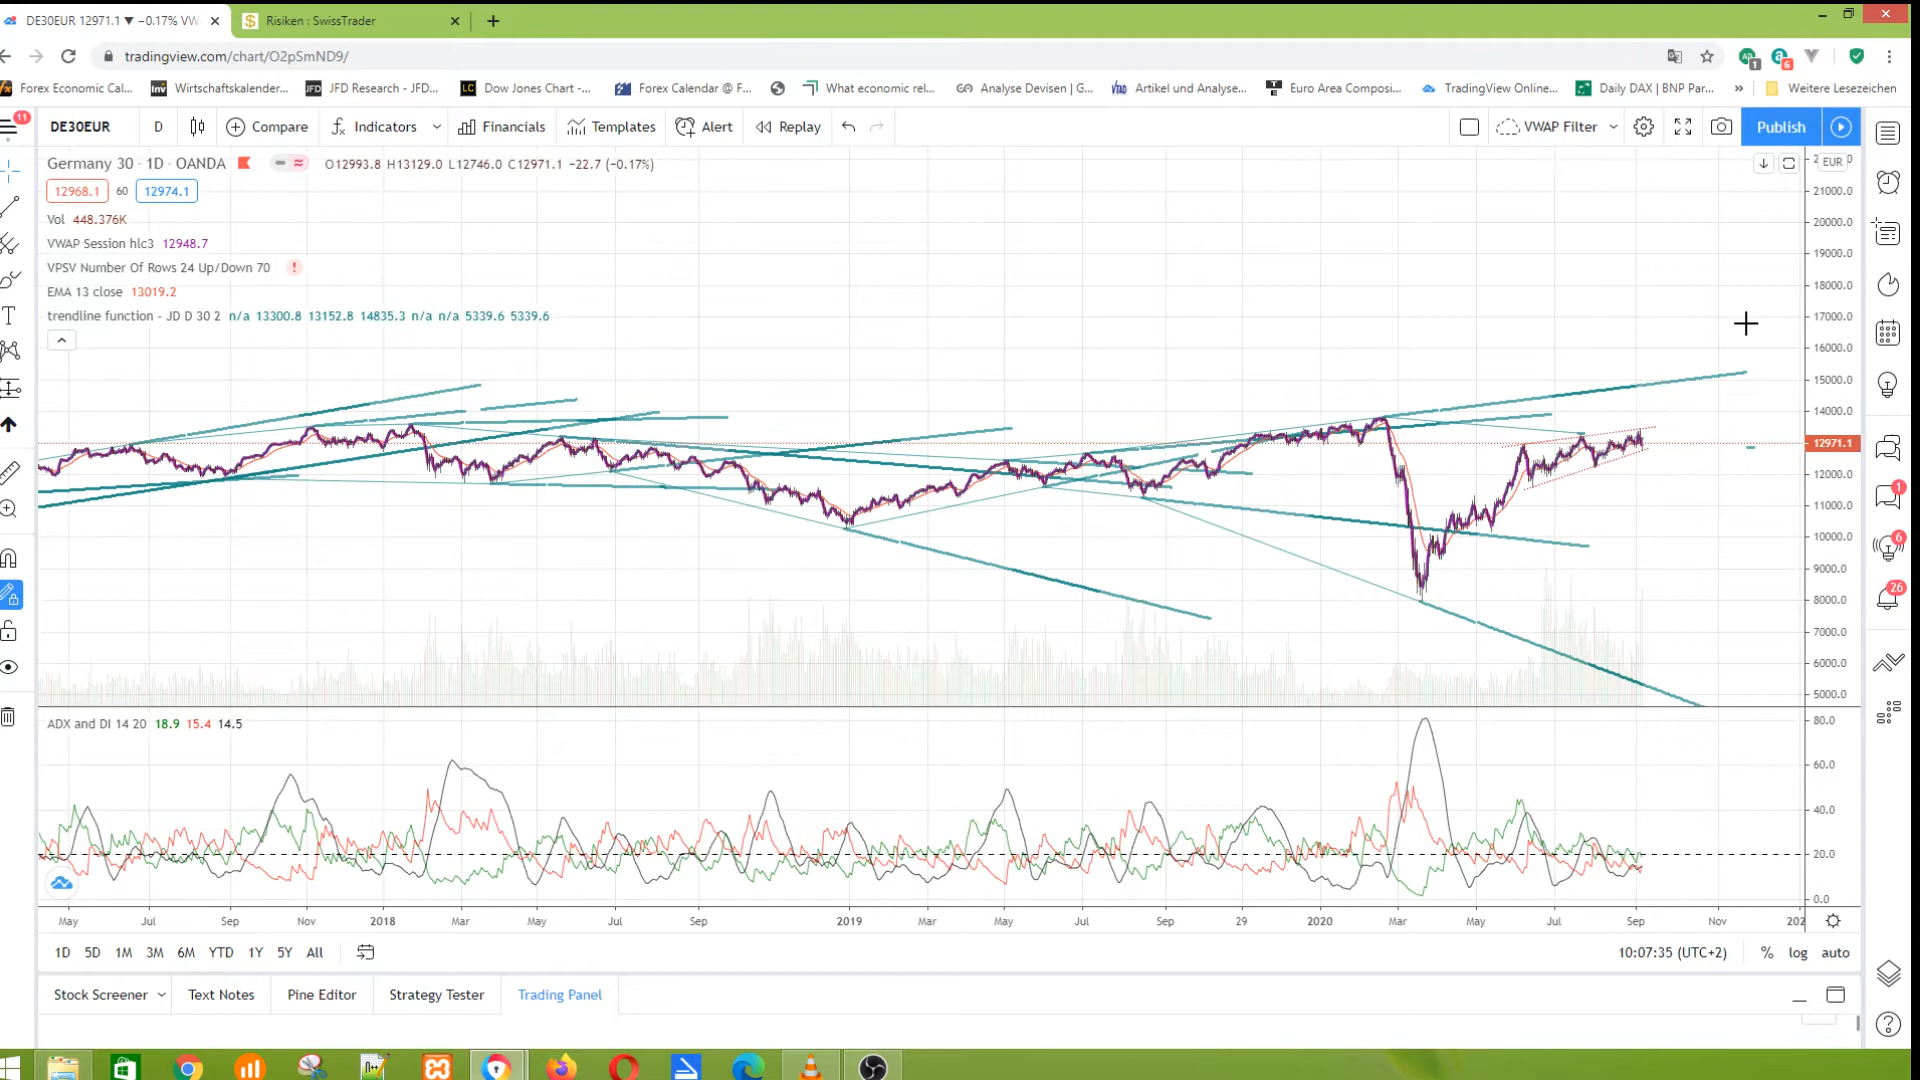 DE30EUR 12971.1 ▼ −0.17% VW
Risiken : SwissTrader
tradingview.com/chart/O2pSmND9/
Forex Economic Cal...
Wirtschaftskalender...
JFD Research - JFD...
Dow Jones Chart -...
Forex Calendar @ F...
What economic rel...
Analyse Devisen | G...
Artikel und Analyse...
Euro Area Composi...
TradingView Online...
Daily DAX | BNP Par...
»
Weitere Lesezeichen
11
DE30EUR
D
Compare
Indicators
Financials
Templates
Alert
Replay
VWAP Filter
Publish
Germany 30 · 1D · OANDA
O12993.8 H13129.0 L12746.0 C12971.1 −22.7 (−0.17%)
EUR
12968.1 60 12974.1
Vol 448.376K
VWAP Session hlc3 12948.7
VPSV Number Of Rows 24 Up/Down 70 !
EMA 13 close 13019.2
trendline function - JD D 30 2 n/a 13300.8 13152.8 14835.3 n/a n/a 5339.6 5339.6
21000.0
20000.0
19000.0
18000.0
17000.0
16000.0
15000.0
14000.0
12971.1
12000.0
11000.0
10000.0
9000.0
8000.0
7000.0
6000.0
5000.0
ADX and DI 14 20 18.9 15.4 14.5
80.0
60.0
40.0
20.0
0.0
May Jul Sep Nov 2018 Mar May Jul Sep 2019 Mar May Jul Sep 29 2020 Mar May Jul Sep Nov 202
1D 5D 1M 3M 6M YTD 1Y 5Y All
10:07:35 (UTC+2) % log auto
Stock Screener
Text Notes
Pine Editor
Strategy Tester
Trading Panel
1
6
26